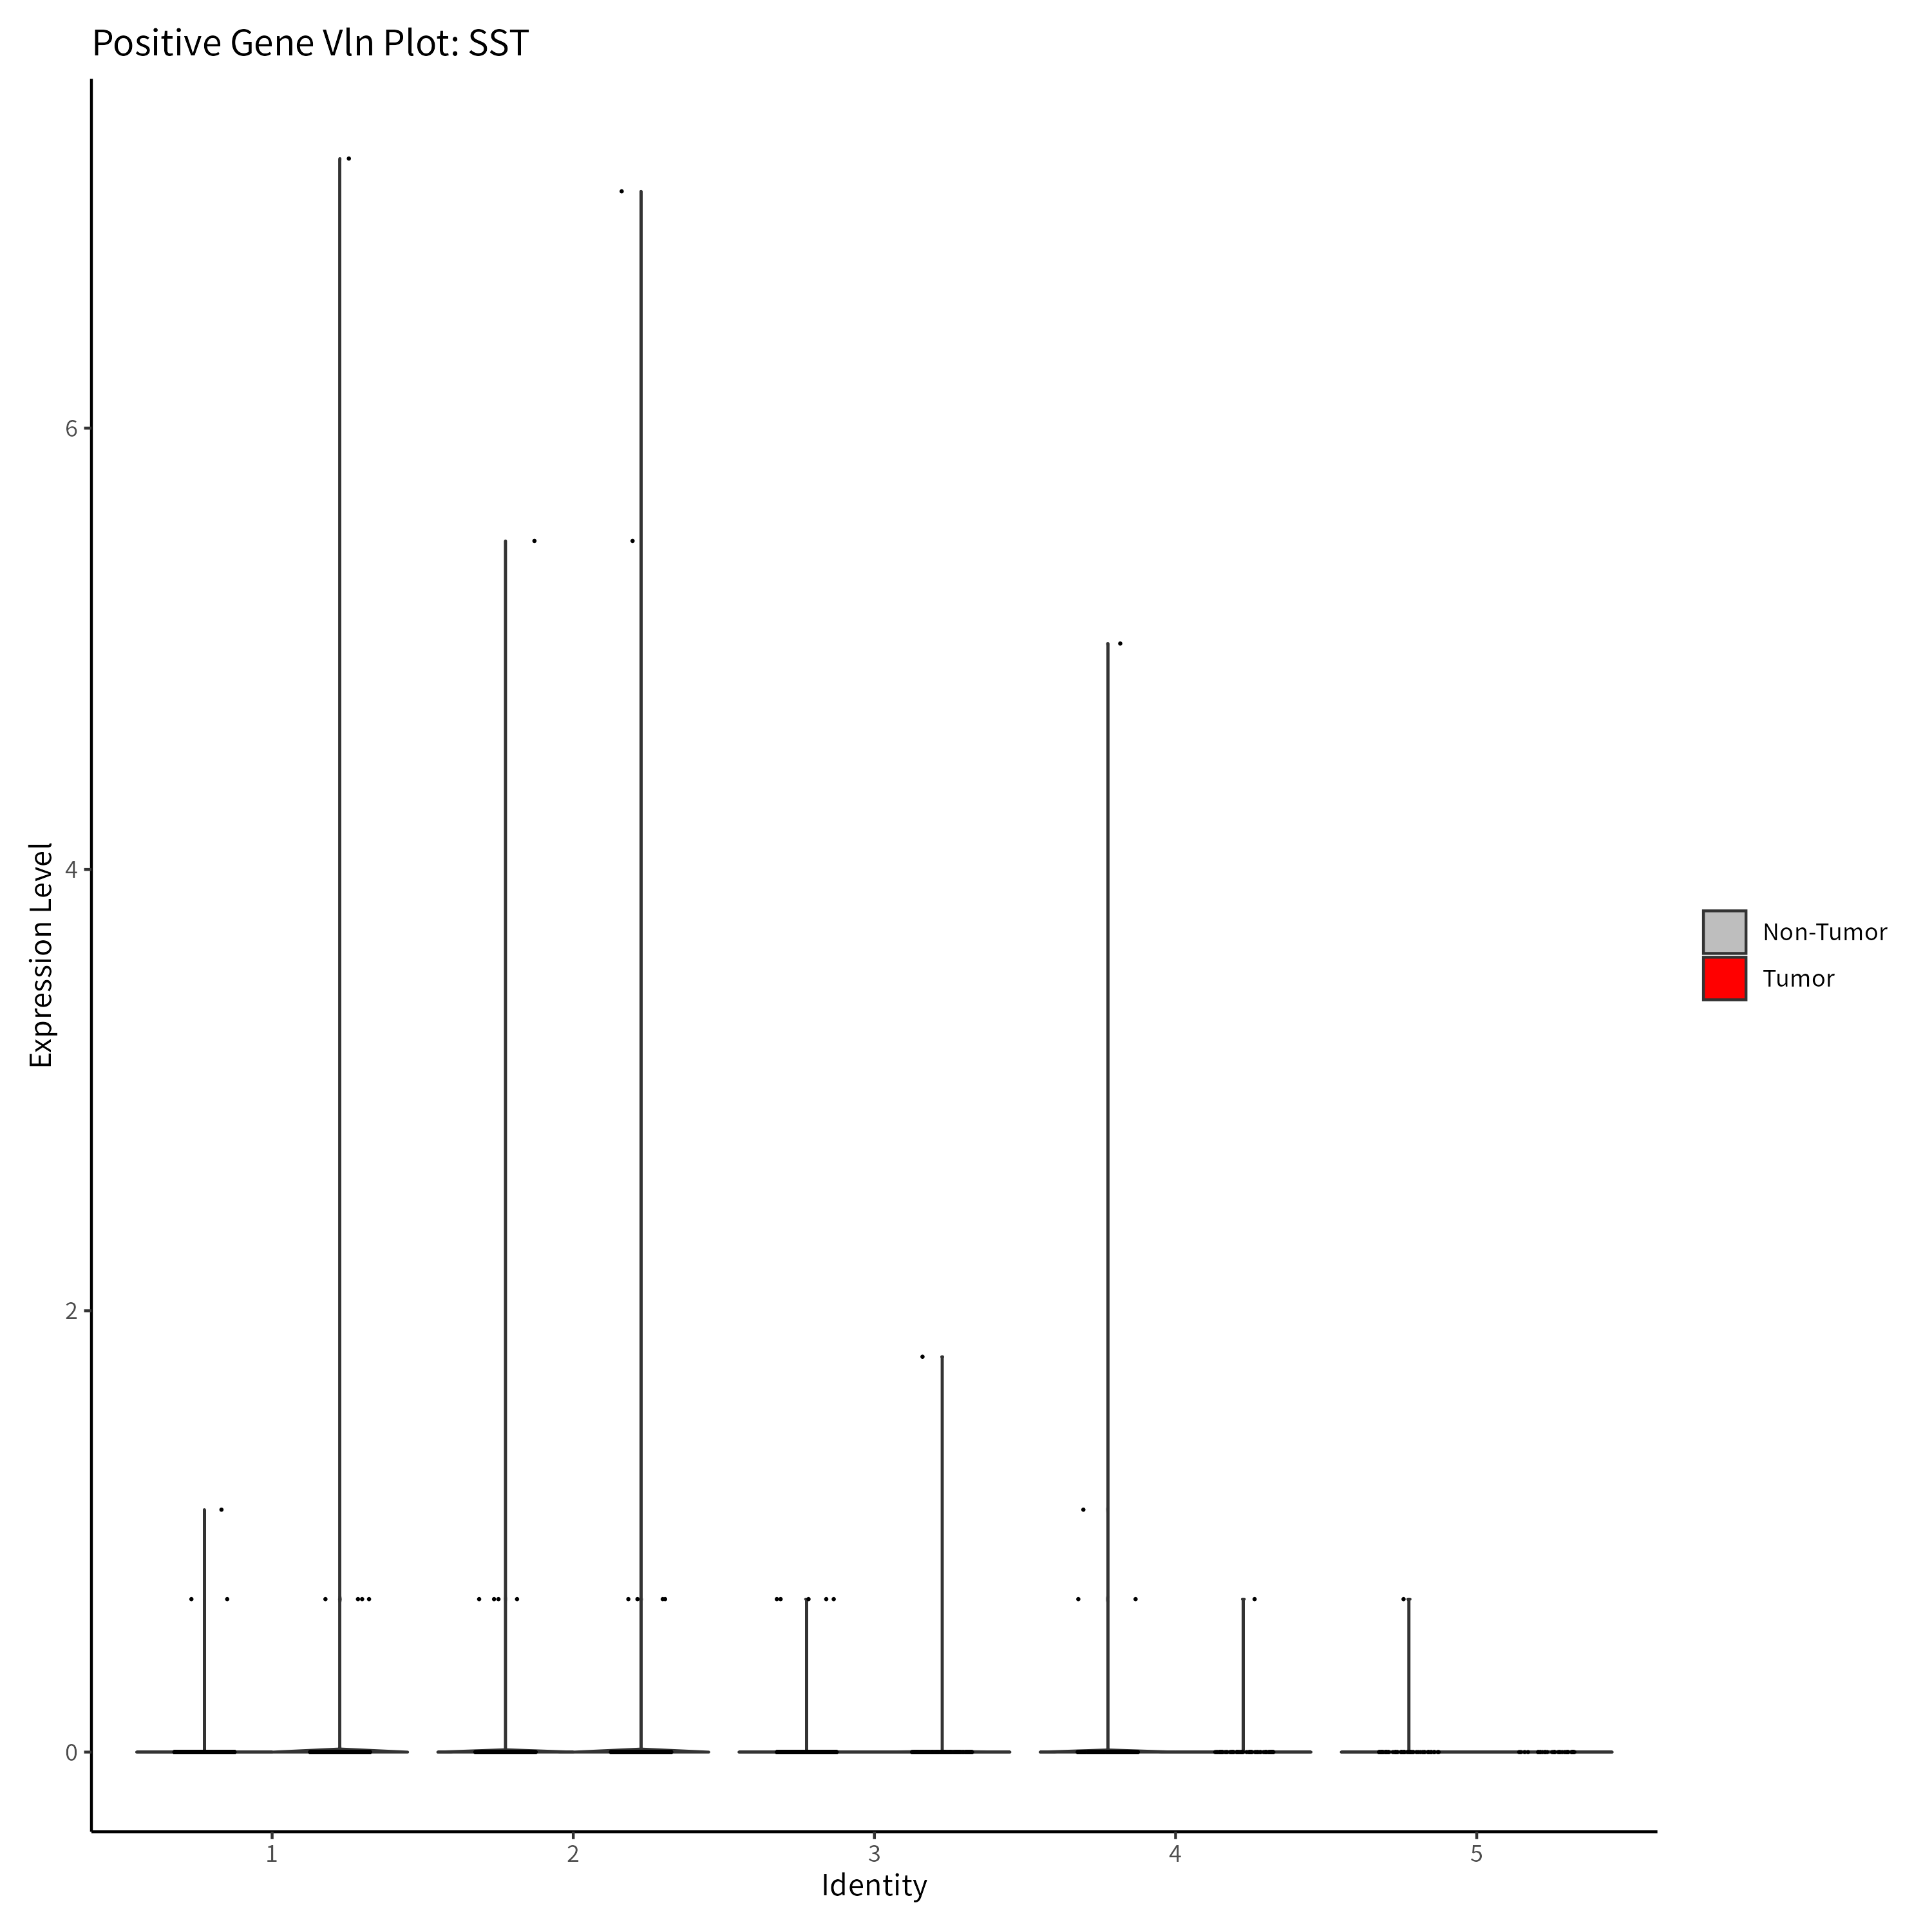 Positive Gene Vln Plot: SST
Expression Level
6
4
2
0
Non-Tumor
Tumor
1 2 3 4 5
Identity